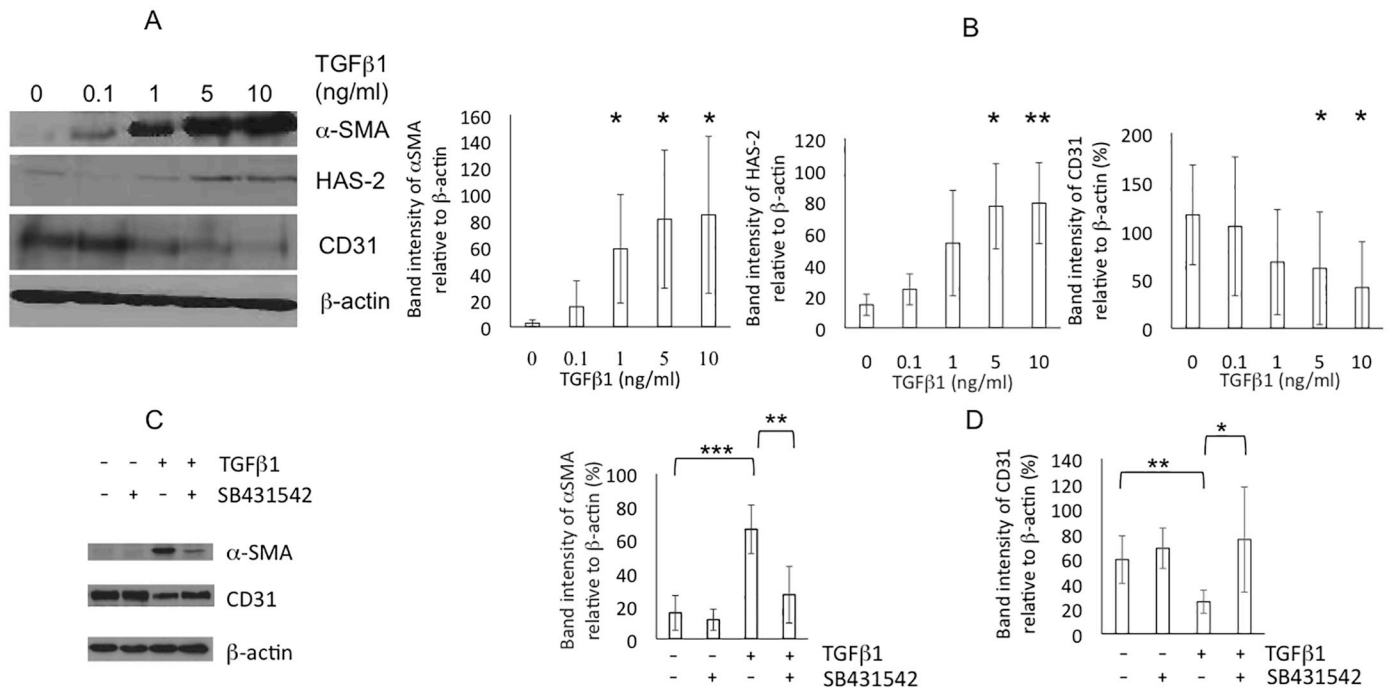 A
B
TGFβ1
(ng/ml)
0 0.1 1 5 10
α-SMA
HAS-2
CD31
β-actin
Band intensity of αSMA
relative to β-actin
160
140
120
100
80
60
40
20
0
* * *
0 0.1 1 5 10
TGFβ1 (ng/ml)
Band intensity of HAS-2
relative to β-actin
120
100
80
60
40
20
0
* **
0 0.1 1 5 10
TGFβ1 (ng/ml)
Band intensity of CD31
relative to β-actin (%)
200
150
100
50
0
* *
0 0.1 1 5 10
TGFβ1 (ng/ml)
C
D
- - + + TGFβ1
- + - + SB431542
α-SMA
CD31
β-actin
Band intensity of αSMA
relative to β-actin (%)
100
80
60
40
20
0
*** **
- - + + TGFβ1
- + - + SB431542
Band intensity of CD31
relative to β-actin (%)
140
120
100
80
60
40
20
0
** *
- - + + TGFβ1
- + - + SB431542